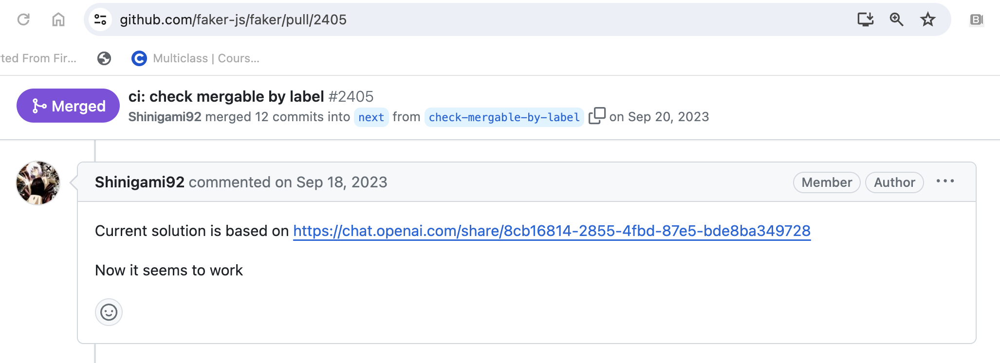 github.com/faker-js/faker/pull/2405
B
rted From Fir...
C Multiclass | Cours...
Merged
ci: check mergable by label #2405
Shinigami92 merged 12 commits into next from check-mergable-by-label on Sep 20, 2023
Shinigami92 commented on Sep 18, 2023
Member
Author
Current solution is based on https://chat.openai.com/share/8cb16814-2855-4fbd-87e5-bde8ba349728
Now it seems to work